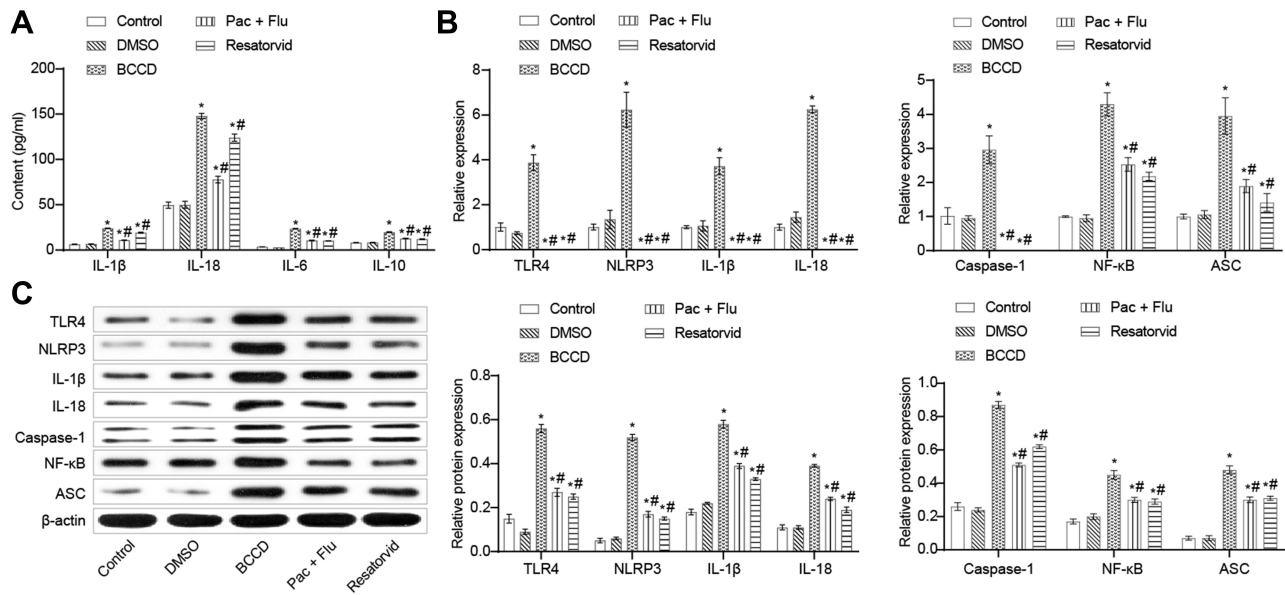 A
Control
DMSO
BCCD
Pac + Flu
Resatorvid
Content (pg/ml)
200
150
100
50
0
* *# *#
* *# *#
* *# *#
* *# *#
IL-1β IL-18 IL-6 IL-10
B
Control
DMSO
BCCD
Pac + Flu
Resatorvid
Relative expression
8
6
4
2
0
* *# *#
* *# *#
* *# *#
* *# *#
TLR4 NLRP3 IL-1β IL-18
Control
DMSO
BCCD
Pac + Flu
Resatorvid
Relative expression
5
4
3
2
1
0
* *# *#
* *# *#
* *# *#
Caspase-1 NF-κB ASC
C
TLR4
NLRP3
IL-1β
IL-18
Caspase-1
NF-κB
ASC
β-actin
Control DMSO BCCD Pac + Flu Resatorvid
Control
DMSO
BCCD
Pac + Flu
Resatorvid
Relative protein expression
0.8
0.6
0.4
0.2
0.0
* *# *#
* *# *#
* *# *#
* *# *#
TLR4 NLRP3 IL-1β IL-18
Control
DMSO
BCCD
Pac + Flu
Resatorvid
Relative protein expression
1.0
0.8
0.6
0.4
0.2
0.0
* *# *#
* *# *#
* *# *#
Caspase-1 NF-κB ASC